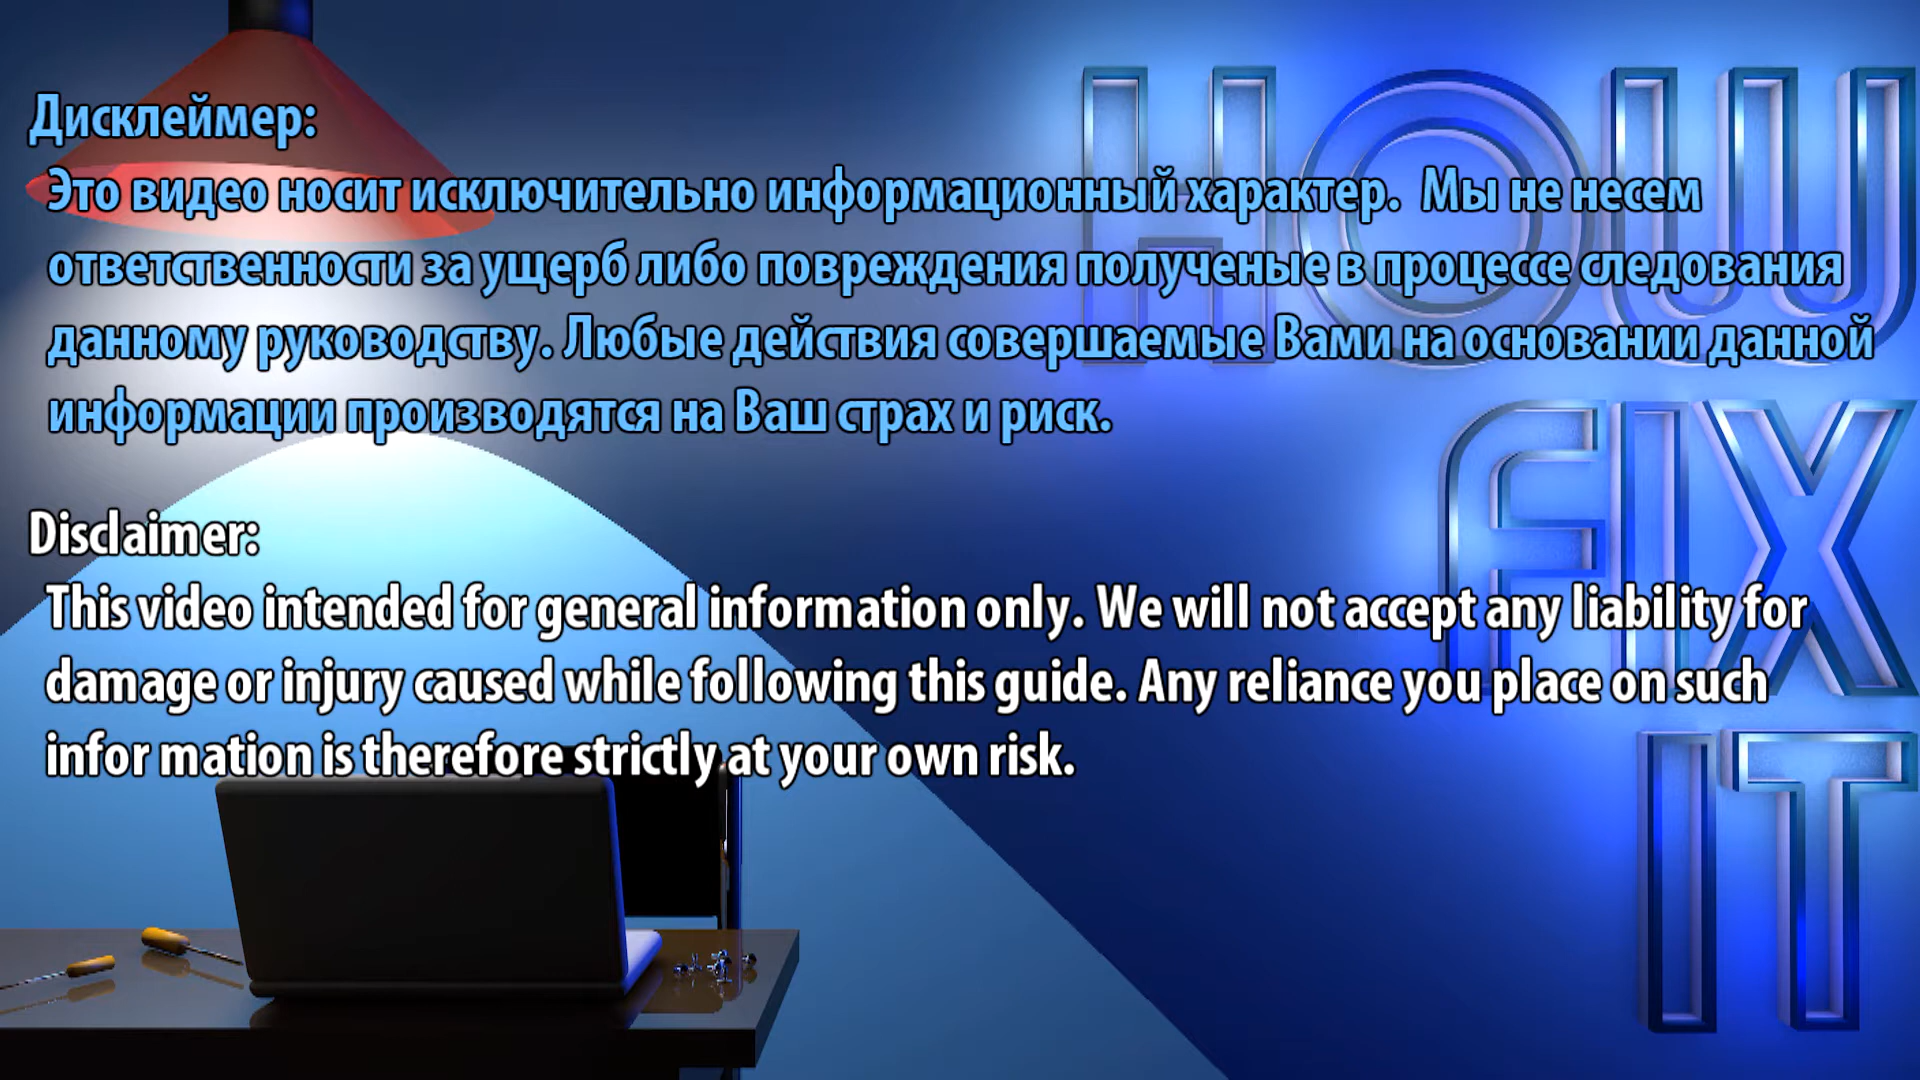 Дисклеймер:
Это видео носит исключительно информационный характер. Мы не несем
ответственности за ущерб либо повреждения полученые в процессе следования
данному руководству. Любые действия совершаемые Вами на основании данной
информации производятся на Ваш страх и риск.
Disclaimer:
This video intended for general information only. We will not accept any liability for
damage or injury caused while following this guide. Any reliance you place on such
infor mation is therefore strictly at your own risk.
HOW
FIX
IT